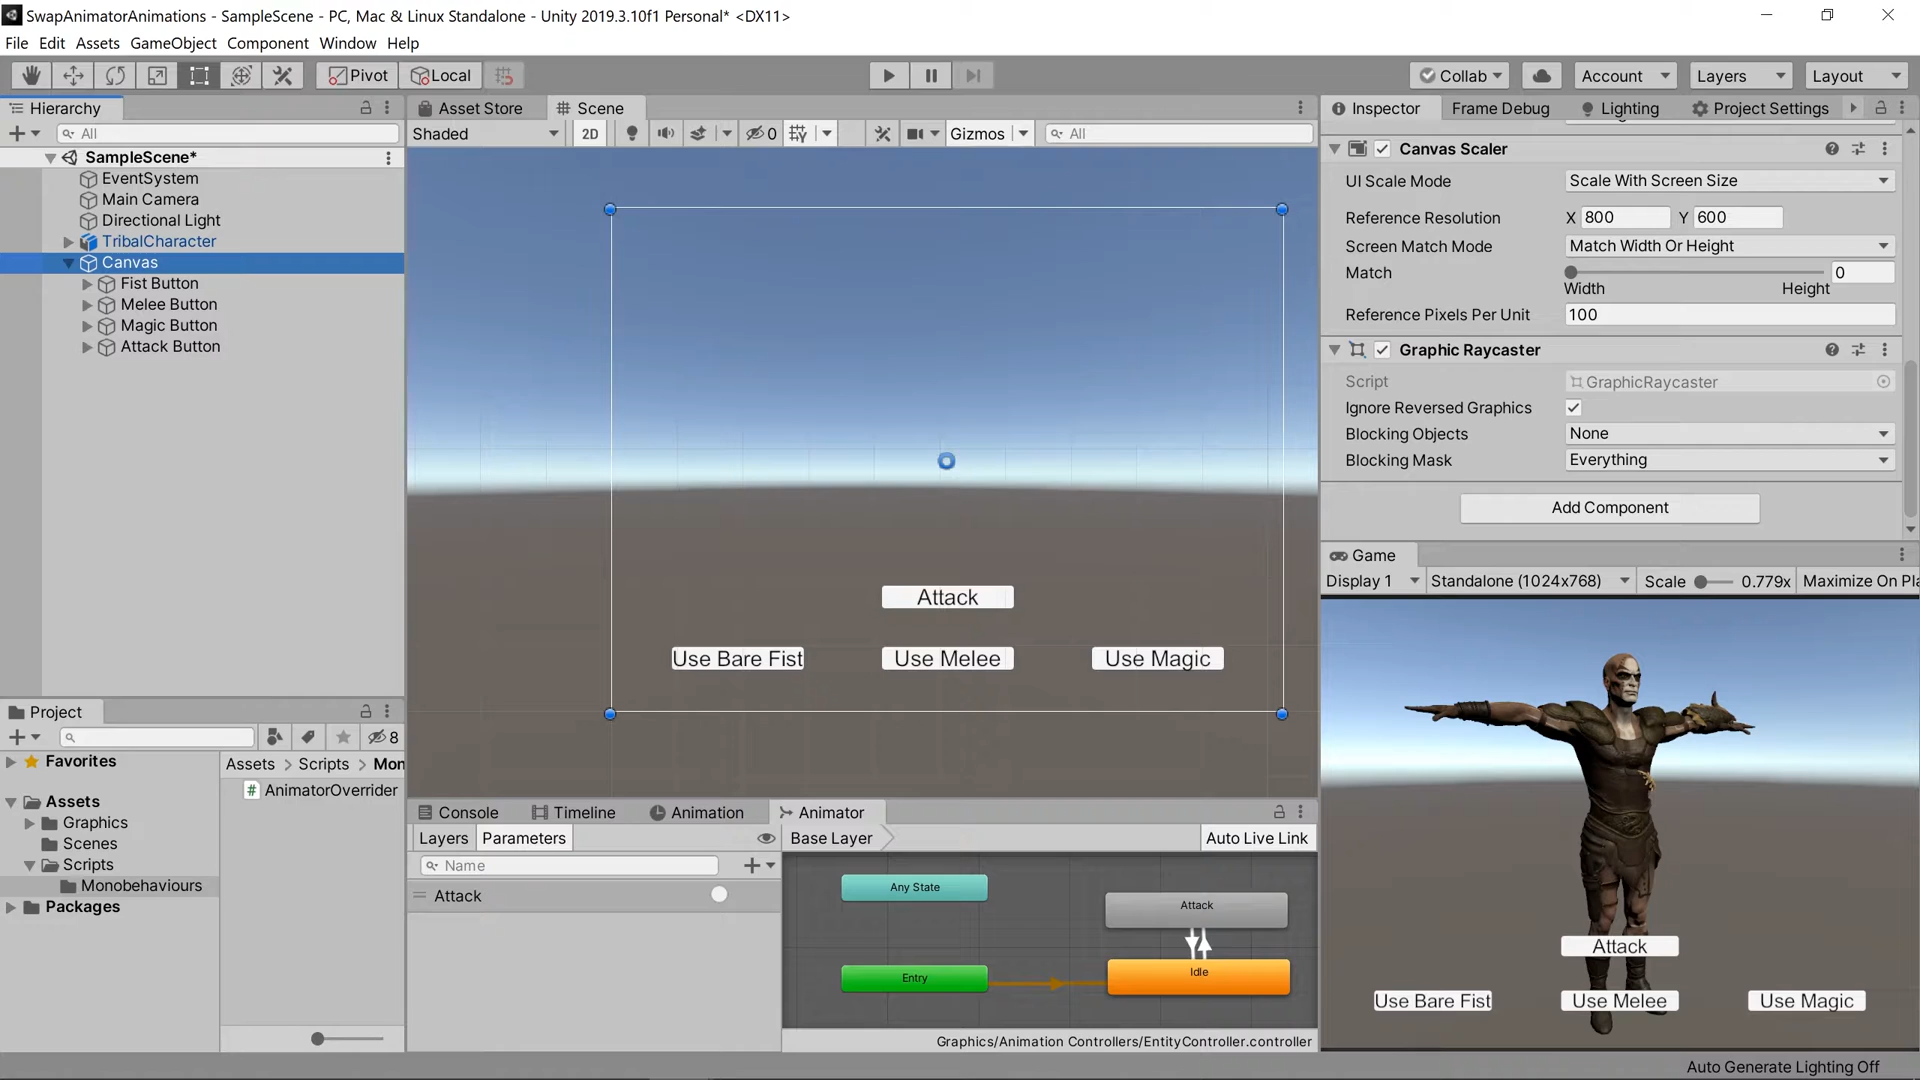 SwapAnimatorAnimations - SampleScene - PC, Mac & Linux Standalone - Unity 2019.3.10f1 Personal* <DX11>
File Edit Assets GameObject Component Window Help
Pivot Local Collab Account Layers Layout
Hierarchy
All
SampleScene*
EventSystem
Main Camera
Directional Light
TribalCharacter
Canvas
Fist Button
Melee Button
Magic Button
Attack Button
Asset Store Scene
Shaded 2D 0 Gizmos All
Attack
Use Bare Fist Use Melee Use Magic
Inspector Frame Debug Lighting Project Settings
Canvas Scaler
UI Scale Mode Scale With Screen Size
Reference Resolution X 800 Y 600
Screen Match Mode Match Width Or Height
Match 0
Width Height
Reference Pixels Per Unit 100
Graphic Raycaster
Script GraphicRaycaster
Ignore Reversed Graphics
Blocking Objects None
Blocking Mask Everything
Add Component
Game
Display 1 Standalone (1024x768) Scale 0.779x Maximize On Pla
Attack
Use Bare Fist Use Melee Use Magic
Project
8
Favorites
Assets
Graphics
Scenes
Scripts
Monobehaviours
Packages
Assets > Scripts > Mon
# AnimatorOverrider
Console Timeline Animation Animator
Layers Parameters Base Layer Auto Live Link
Name
Attack
Any State
Attack
Entry
Idle
Graphics/Animation Controllers/EntityController.controller
Auto Generate Lighting Off